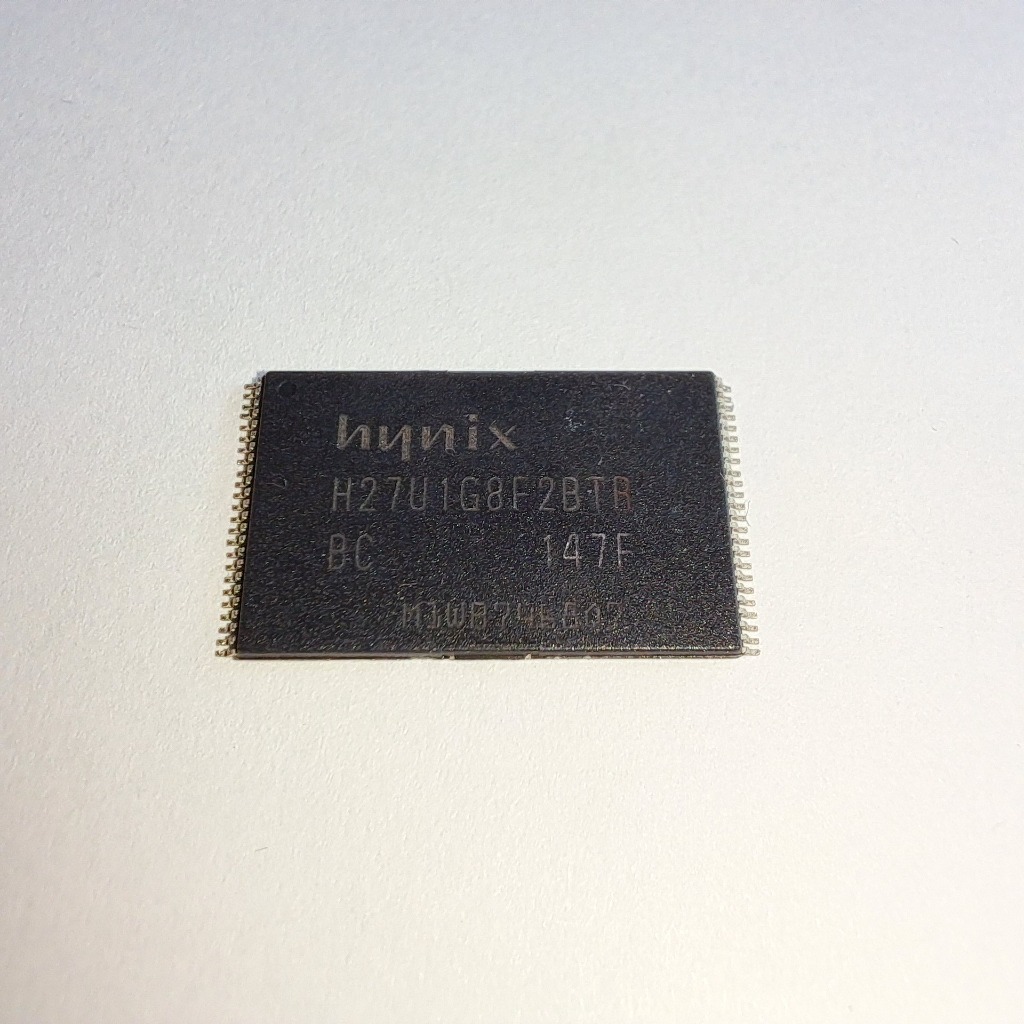 hynix
H27U1G8F2BTR
BC 147F